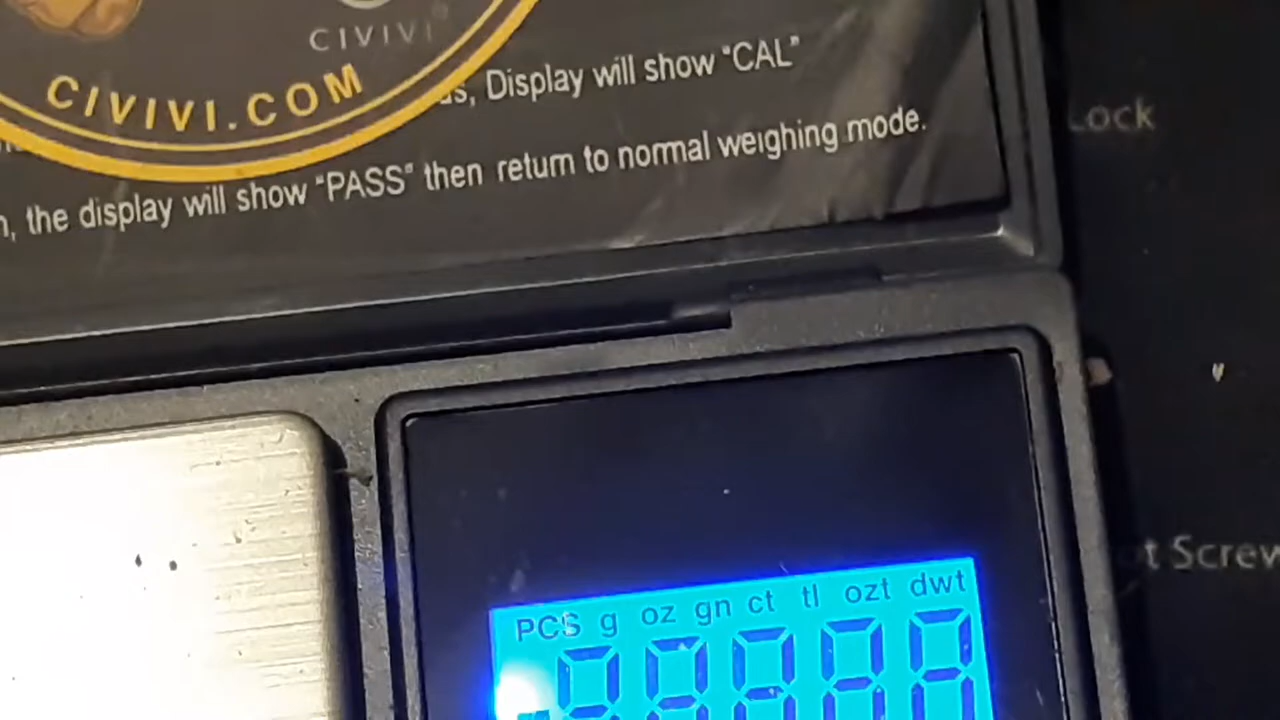 CIVIVI
CIVIVI.COM
Display will show “CAL”
the display will show “PASS” then return to normal weighing mode.
Lock
Screw
PCS g oz gn ct tl ozt dwt